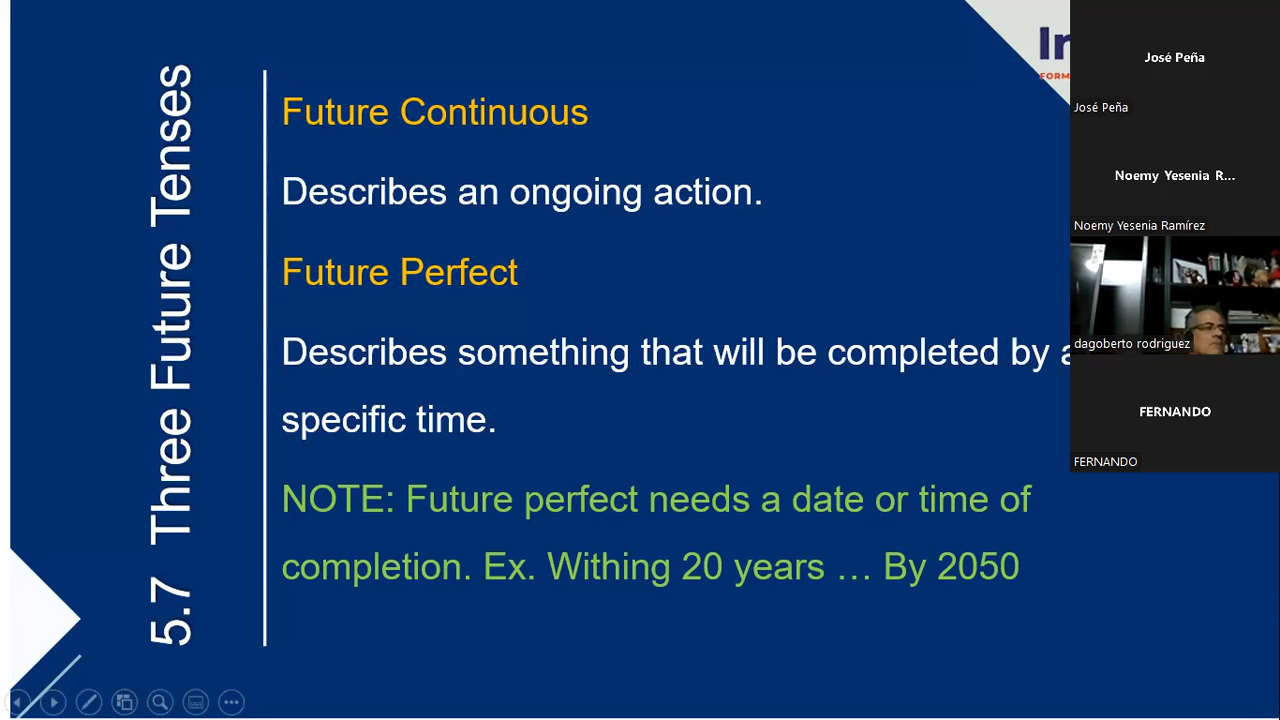 5.7 Three Future Tenses
Future Continuous
Describes an ongoing action.
Future Perfect
Describes something that will be completed by
specific time.
NOTE: Future perfect needs a date or time of
completion. Ex. Withing 20 years … By 2050
José Peña
José Peña
Noemy Yesenia R...
Noemy Yesenia Ramírez
dagoberto rodriguez
FERNANDO
FERNANDO